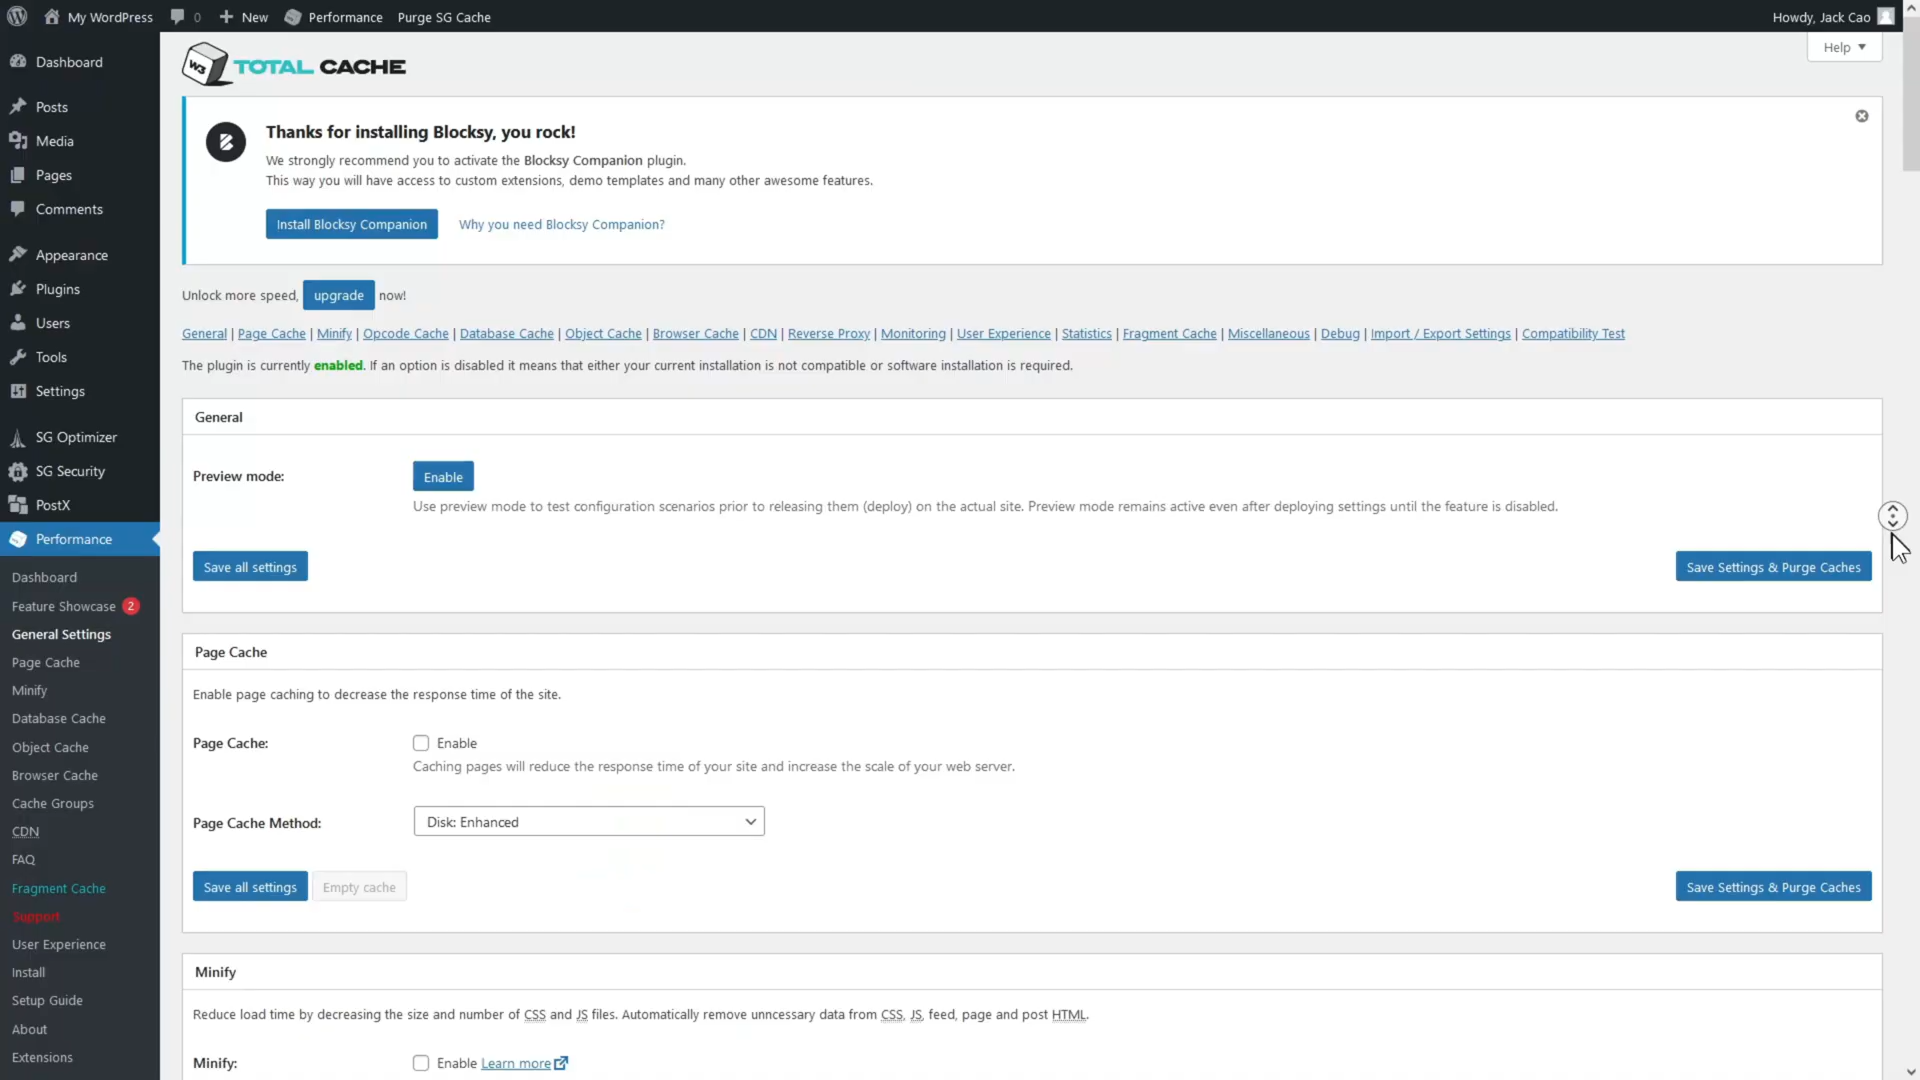 My WordPress 0 New Performance Purge SG Cache Howdy, Jack Cao
Dashboard
Posts
Media
Pages
Comments
Appearance
Plugins
Users
Tools
Settings
SG Optimizer
SG Security
PostX
Performance
Dashboard
Feature Showcase 2
General Settings
Page Cache
Minify
Database Cache
Object Cache
Browser Cache
Cache Groups
CDN
FAQ
Fragment Cache
Support
User Experience
Install
Setup Guide
About
Extensions
W3 TOTAL CACHE
Help
Thanks for installing Blocksy, you rock!
We strongly recommend you to activate the Blocksy Companion plugin.
This way you will have access to custom extensions, demo templates and many other awesome features.
Install Blocksy Companion Why you need Blocksy Companion?
Unlock more speed, upgrade now!
General | Page Cache | Minify | Opcode Cache | Database Cache | Object Cache | Browser Cache | CDN | Reverse Proxy | Monitoring | User Experience | Statistics | Fragment Cache | Miscellaneous | Debug | Import / Export Settings | Compatibility Test
The plugin is currently enabled. If an option is disabled it means that either your current installation is not compatible or software installation is required.
General
Preview mode: Enable
Use preview mode to test configuration scenarios prior to releasing them (deploy) on the actual site. Preview mode remains active even after deploying settings until the feature is disabled.
Save all settings Save Settings & Purge Caches
Page Cache
Enable page caching to decrease the response time of the site.
Page Cache: Enable
Caching pages will reduce the response time of your site and increase the scale of your web server.
Page Cache Method: Disk: Enhanced
Save all settings Empty cache Save Settings & Purge Caches
Minify
Reduce load time by decreasing the size and number of CSS and JS files. Automatically remove unncessary data from CSS, JS, feed, page and post HTML.
Minify: Enable Learn more